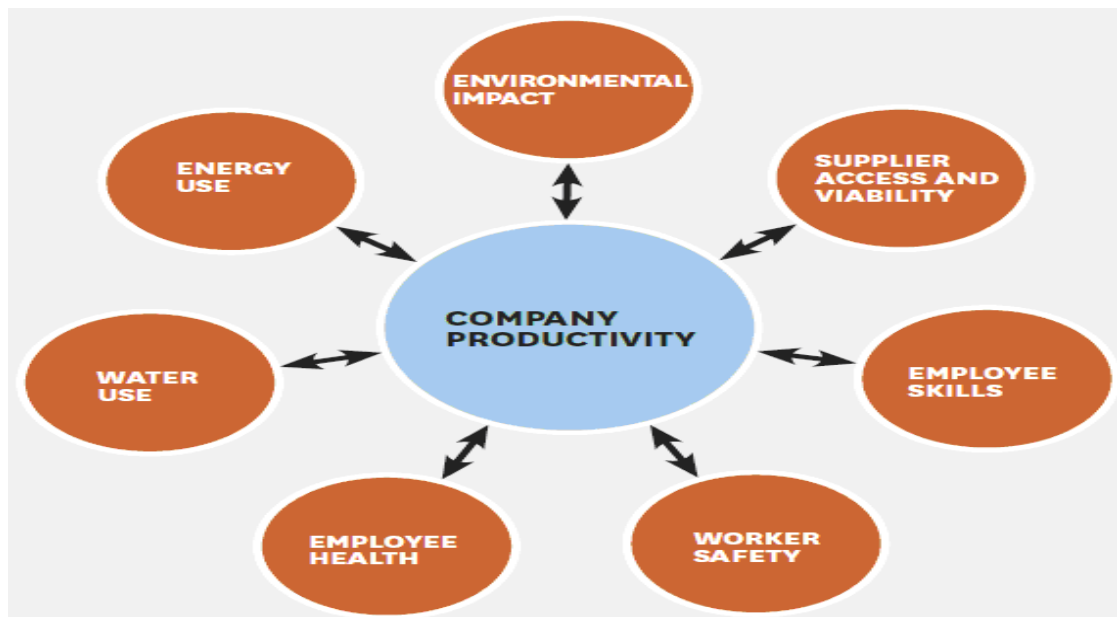 ENVIRONMENTAL
IMPACT
ENERGY
USE
SUPPLIER
ACCESS AND
VIABILITY
COMPANY
PRODUCTIVITY
WATER
USE
EMPLOYEE
SKILLS
EMPLOYEE
HEALTH
WORKER
SAFETY